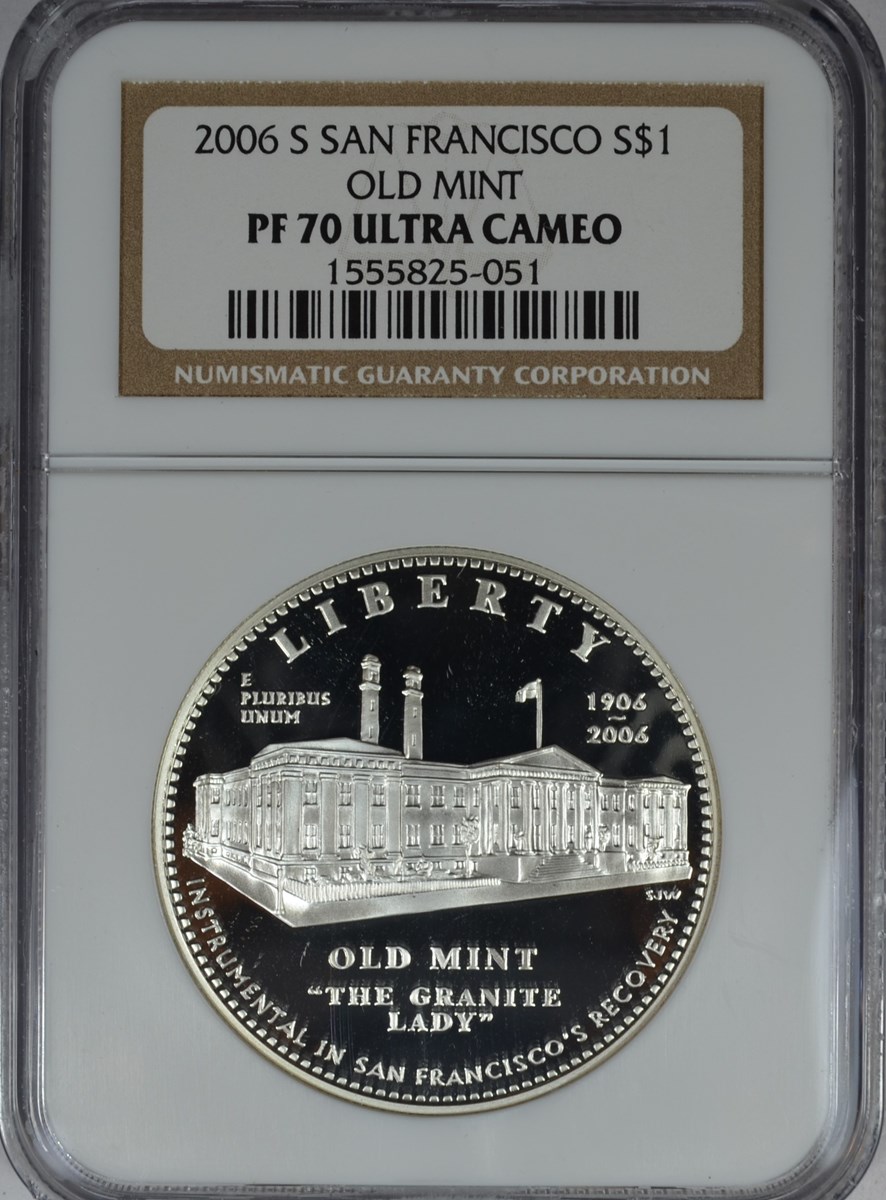 2006 S SAN FRANCISCO S$1
OLD MINT
PF 70 ULTRA CAMEO
1555825-051
NUMISMATIC GUARANTY CORPORATION
LIBERTY
E
PLURIBUS
UNUM
1906
~
2006
SJW
OLD MINT
"THE GRANITE
LADY"
INSTRUMENTAL IN SAN FRANCISCO'S RECOVERY